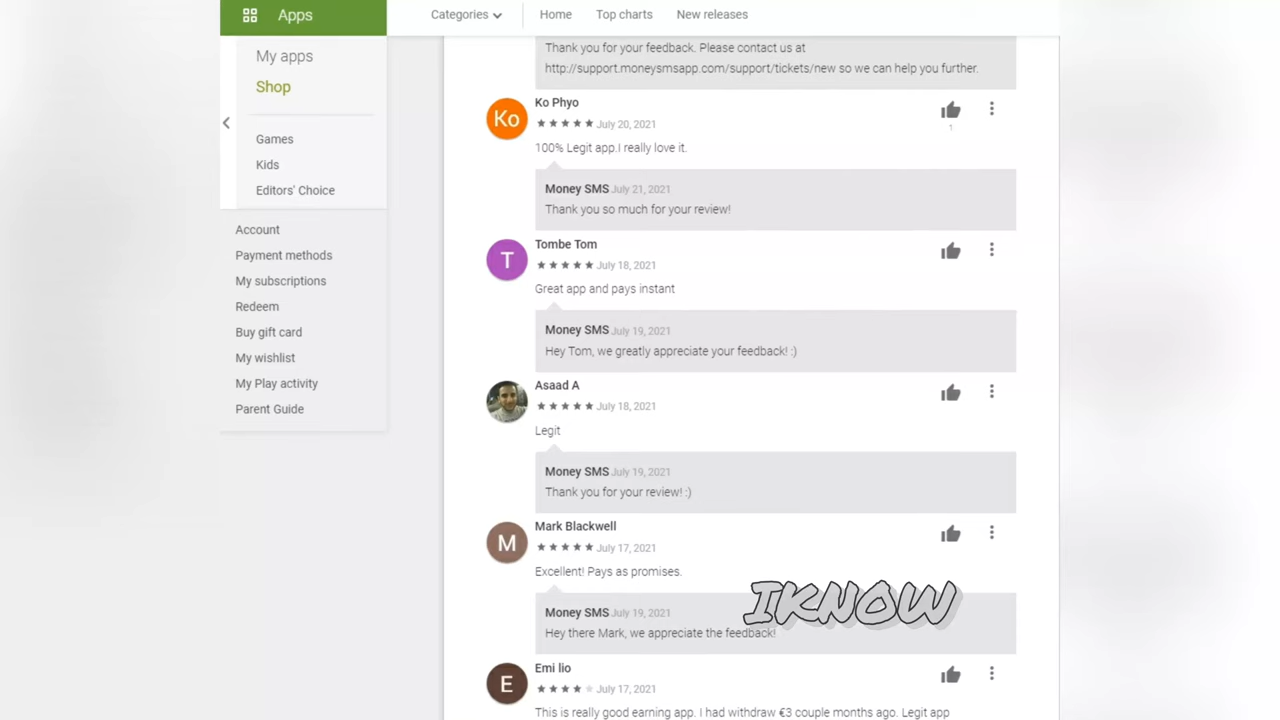 Apps
Categories
Home
Top charts
New releases
My apps
Shop
Games
Kids
Editors' Choice
Account
Payment methods
My subscriptions
Redeem
Buy gift card
My wishlist
My Play activity
Parent Guide
Thank you for your feedback. Please contact us at
http://support.moneysmsapp.com/support/tickets/new so we can help you further.
Ko
Ko Phyo
July 20, 2021
1
100% Legit app.I really love it.
Money SMS July 21, 2021
Thank you so much for your review!
T
Tombe Tom
July 18, 2021
Great app and pays instant
Money SMS July 19, 2021
Hey Tom, we greatly appreciate your feedback! :)
Asaad A
July 18, 2021
Legit
Money SMS July 19, 2021
Thank you for your review! :)
M
Mark Blackwell
July 17, 2021
Excellent! Pays as promises.
Money SMS July 19, 2021
Hey there Mark, we appreciate the feedback!
IKNOW
E
Emi lio
July 17, 2021
This is really good earning app. I had withdraw €3 couple months ago. Legit app